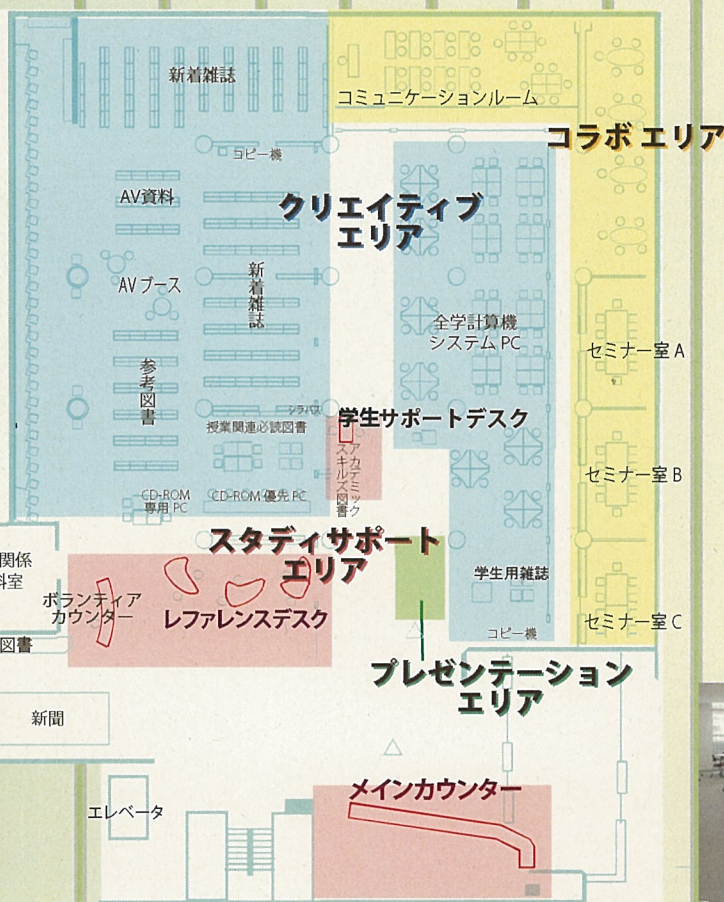 新着雑誌
コミュニケーションルーム
コラボ エリア
コピー機
AV資料
クリエイティブ
エリア
AVブース
新着雑誌
全学計算機
システム PC
セミナー室 A
参考図書
シラバス
授業関連必読図書
学生サポートデスク
アカデミック
スキルズ図書
セミナー室 B
CD-ROM
専用 PC
CD-ROM 優先 PC
スタディサポート
エリア
関係
室
学生用雑誌
ボランティア
カウンター
レファレンスデスク
セミナー室 C
コピー機
図書
プレゼンテーション
エリア
新聞
メインカウンター
エレベータ